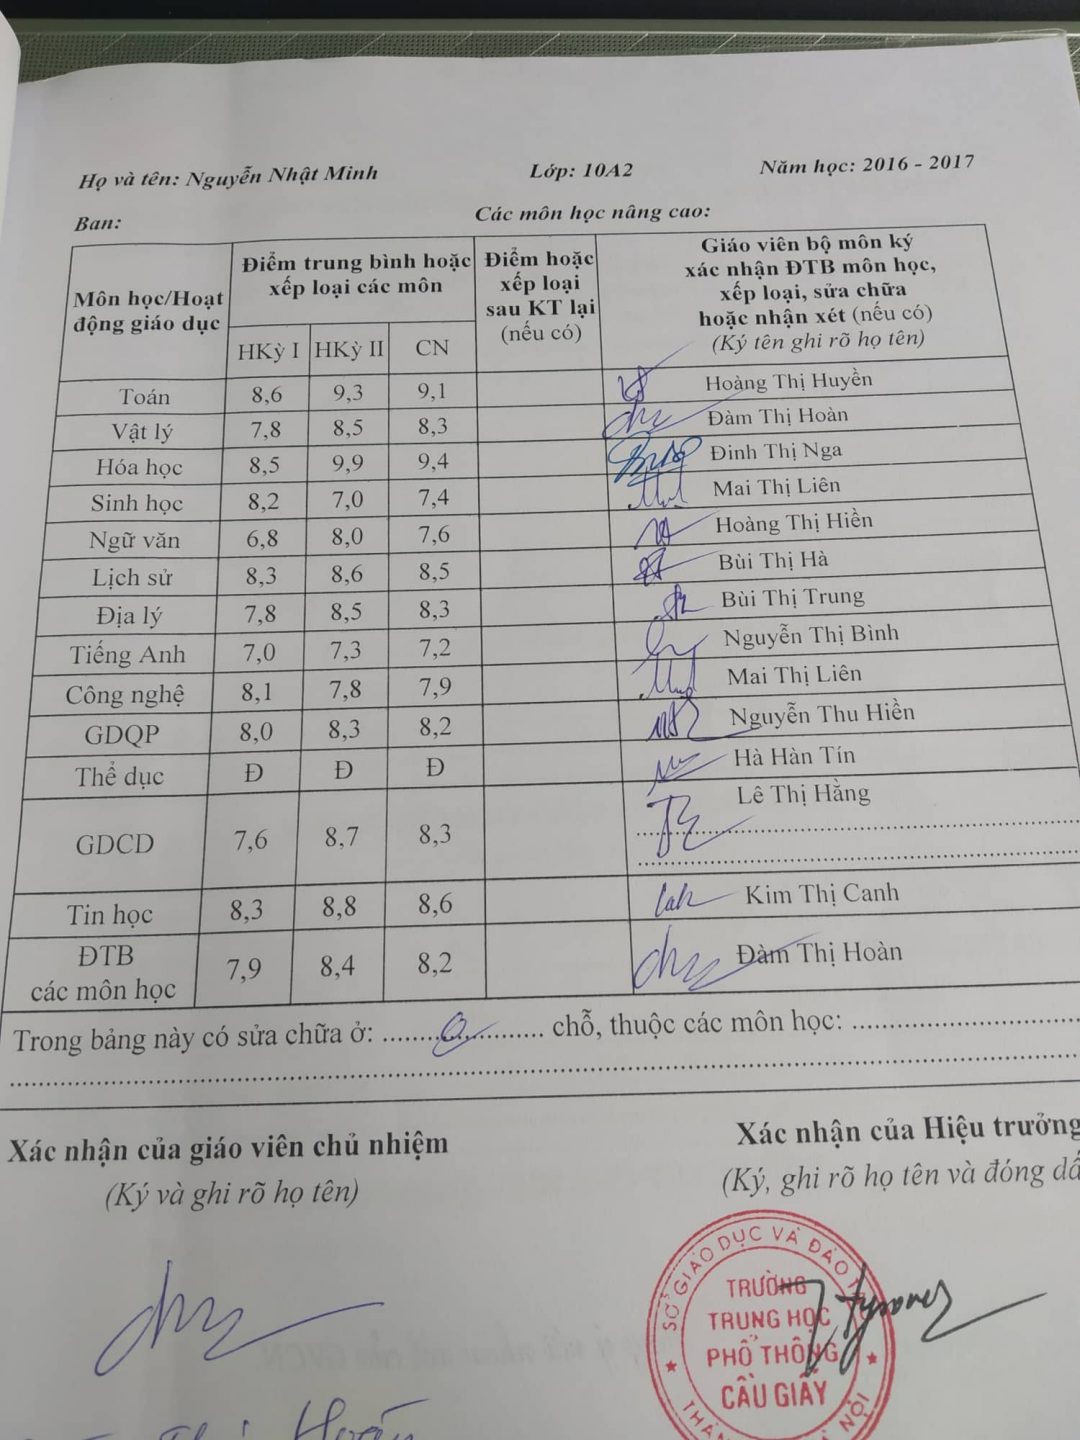 Họ và tên: Nguyễn Nhật Minh Lớp: 10A2 Năm học: 2016 - 2017
Ban: Các môn học nâng cao:
Môn học/Hoạt động giáo dục
Điểm trung bình hoặc xếp loại các môn
HKỳ I HKỳ II CN
Điểm hoặc xếp loại sau KT lại (nếu có)
Giáo viên bộ môn ký
xác nhận ĐTB môn học,
xếp loại, sửa chữa
hoặc nhận xét (nếu có)
(Ký tên ghi rõ họ tên)
Toán 8,6 9,3 9,1 Hoàng Thị Huyền
Vật lý 7,8 8,5 8,3 Đàm Thị Hoàn
Hóa học 8,5 9,9 9,4 Đinh Thị Nga
Sinh học 8,2 7,0 7,4 Mai Thị Liên
Ngữ văn 6,8 8,0 7,6 Hoàng Thị Hiền
Lịch sử 8,3 8,6 8,5 Bùi Thị Hà
Địa lý 7,8 8,5 8,3 Bùi Thị Trung
Tiếng Anh 7,0 7,3 7,2 Nguyễn Thị Bình
Công nghệ 8,1 7,8 7,9 Mai Thị Liên
GDQP 8,0 8,3 8,2 Nguyễn Thu Hiền
Thể dục Đ Đ Đ Hà Hàn Tín
GDCD 7,6 8,7 8,3 Lê Thị Hằng
Tin học 8,3 8,8 8,6 Kim Thị Canh
ĐTB các môn học 7,9 8,4 8,2 Đàm Thị Hoàn
Trong bảng này có sửa chữa ở: ....0.... chỗ, thuộc các môn học: ....
Xác nhận của giáo viên chủ nhiệm
(Ký và ghi rõ họ tên)
Xác nhận của Hiệu trưởng
(Ký, ghi rõ họ tên và đóng dấ
SỞ GIÁO DỤC VÀ ĐÀO
TRƯỜNG
TRUNG HỌC
PHỔ THÔNG
CẦU GIẤY